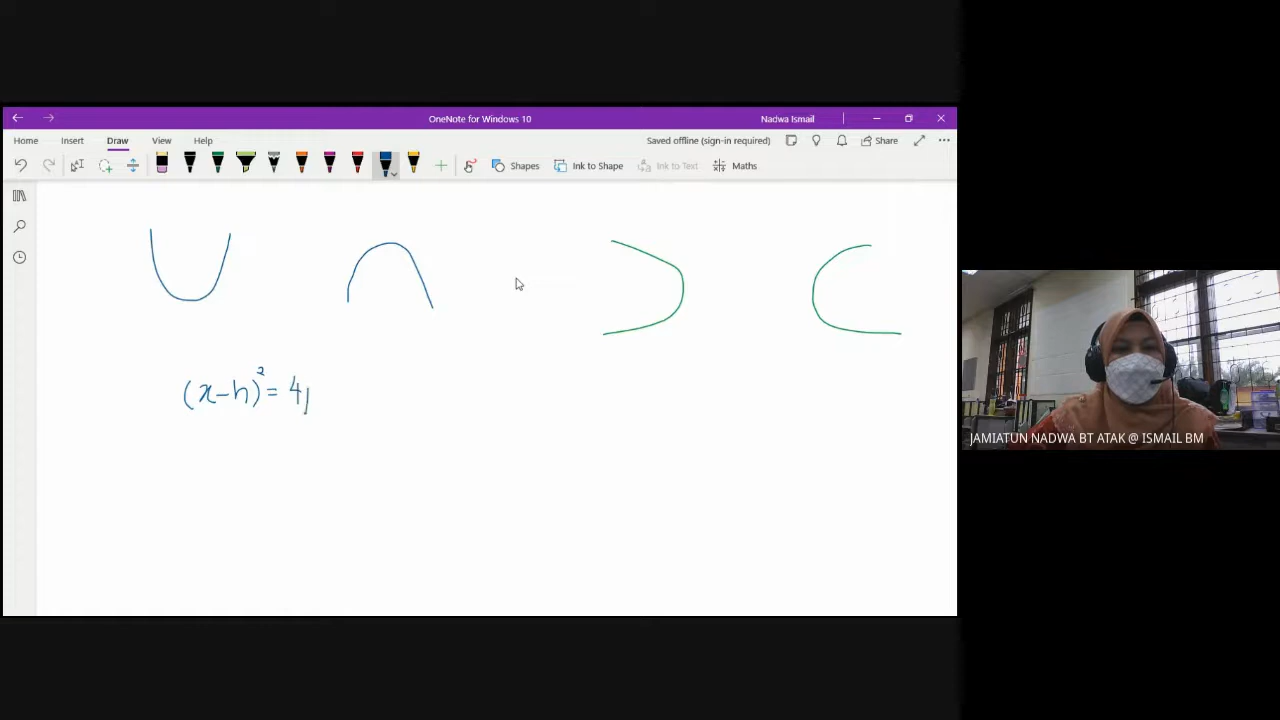 OneNote for Windows 10
Nadwa Ismail
Home Insert Draw View Help
Saved offline (sign-in required)
Share
Shapes
Ink to Shape
Ink to Text
Maths
(x-h)² = 4
JAMIATUN NADWA BT ATAK @ ISMAIL BM